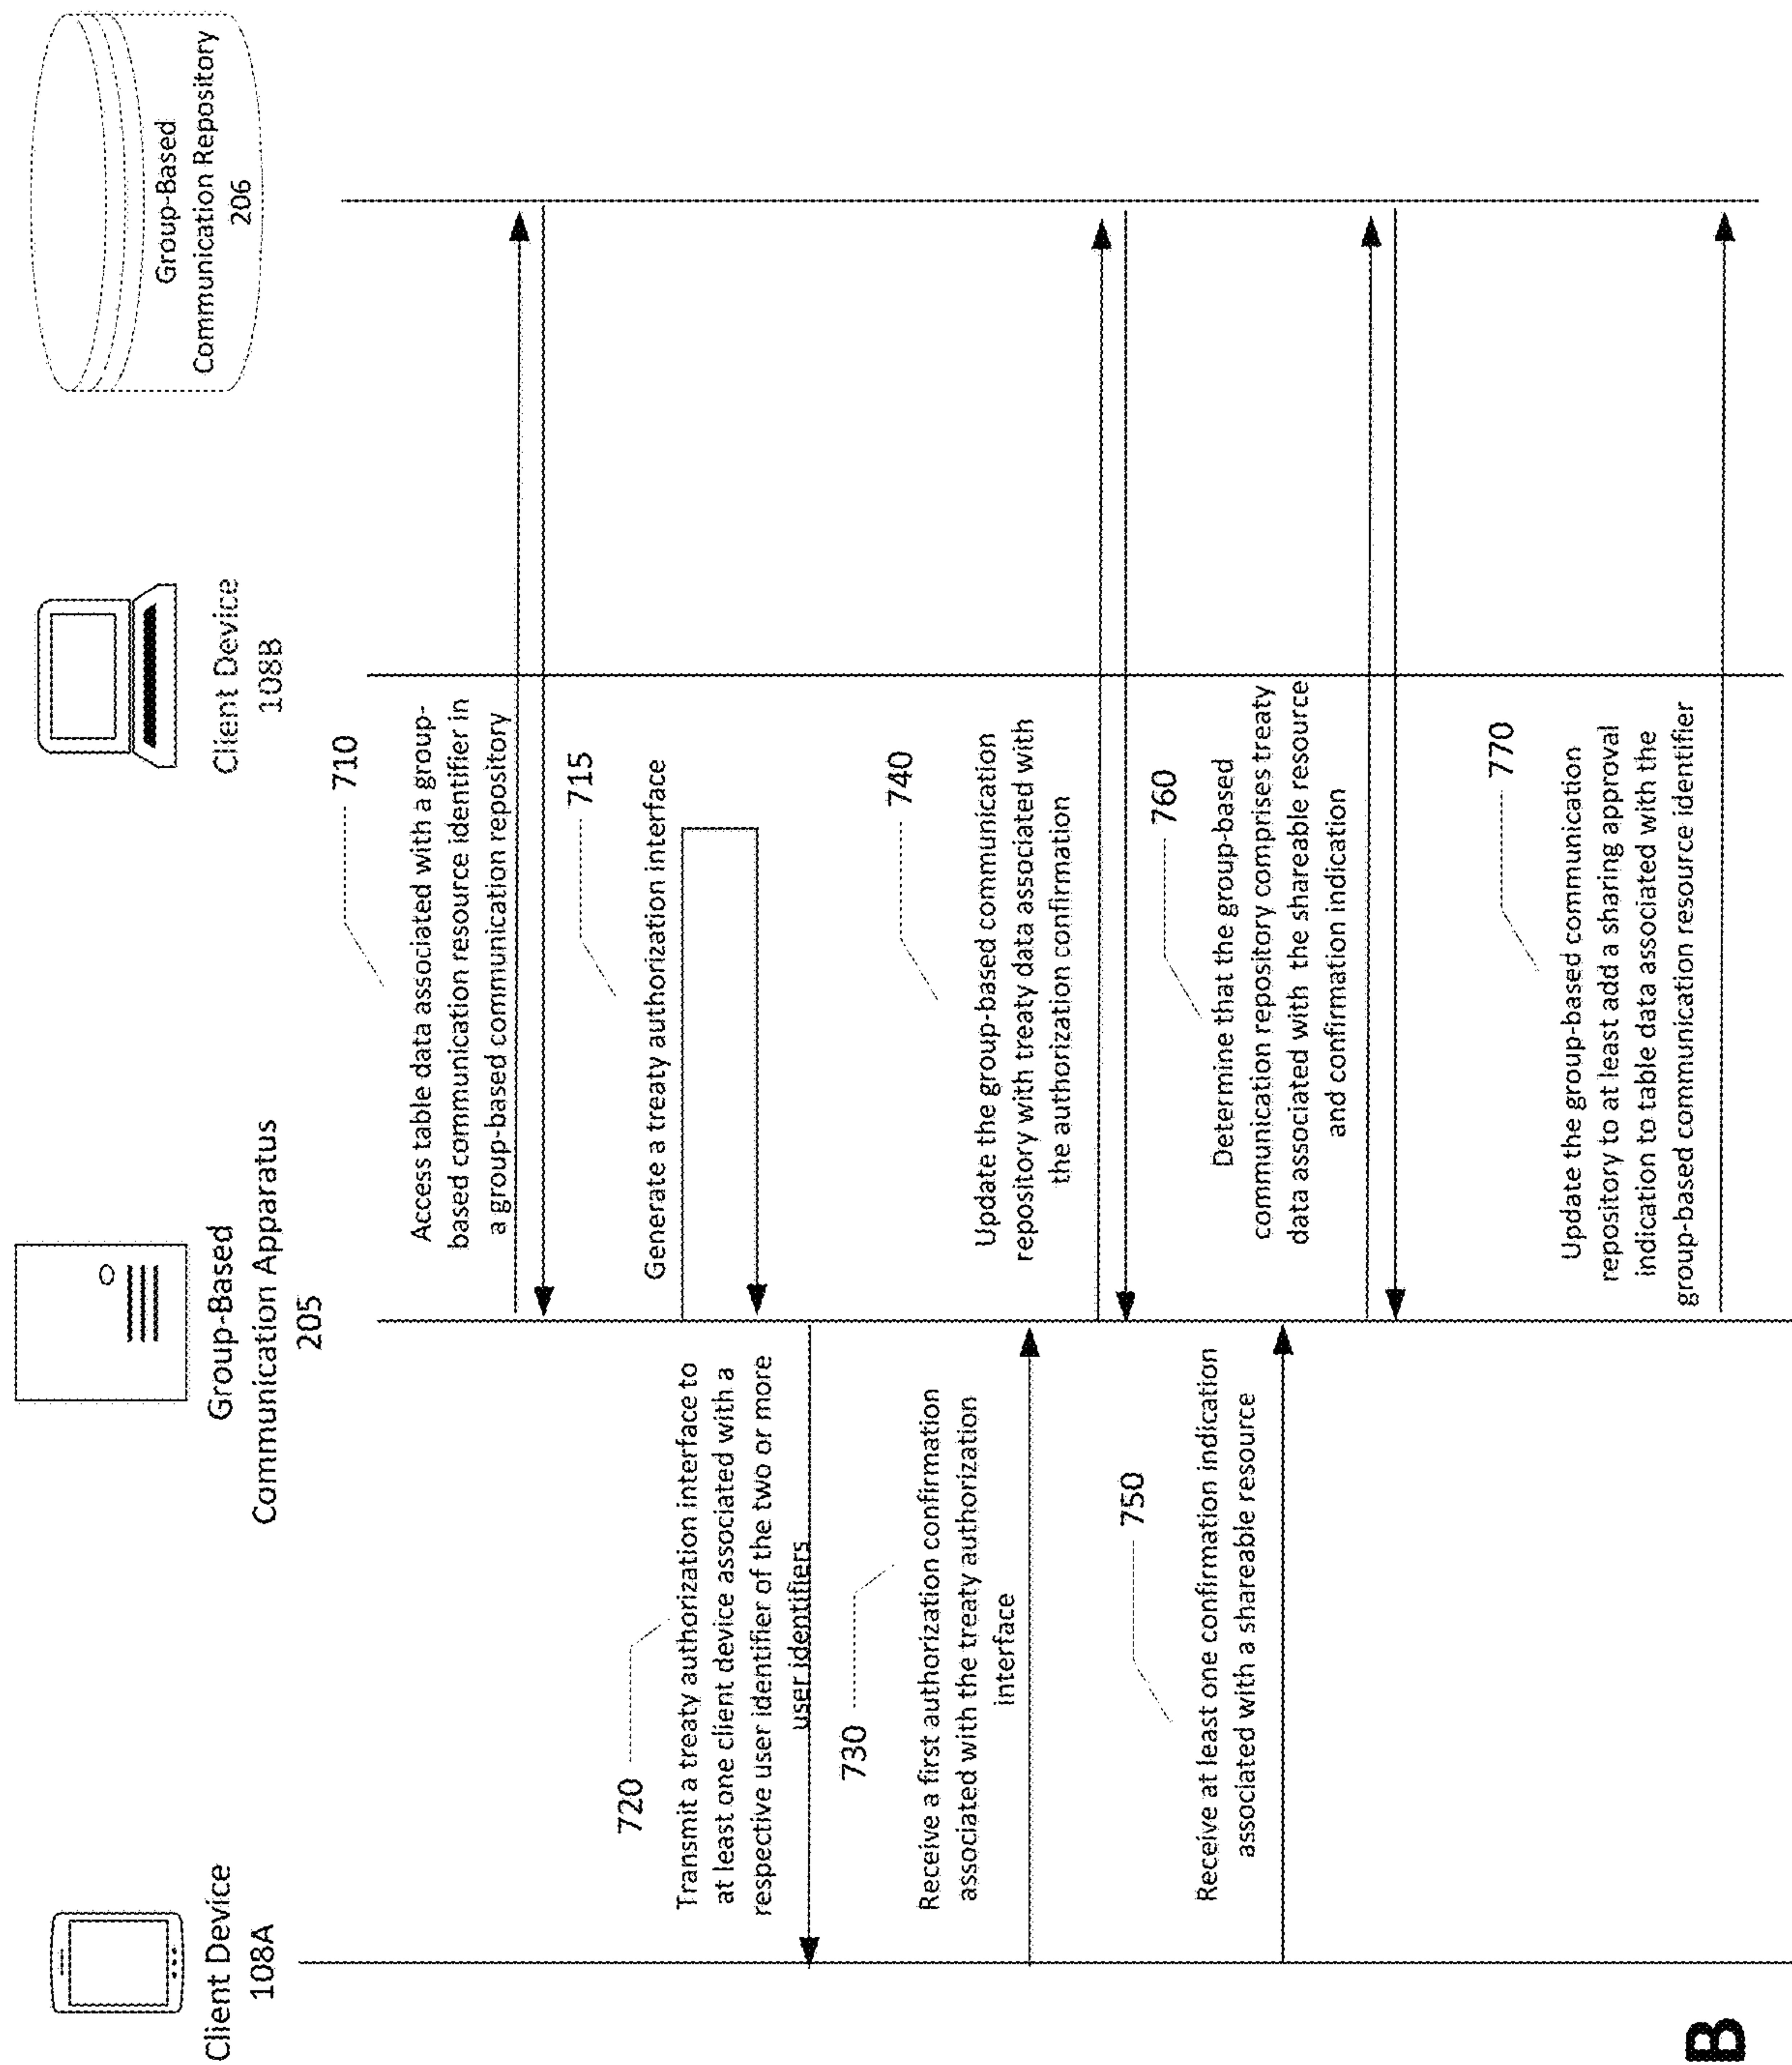 Client Device
108A
Group-Based
Communication Apparatus
205
Client Device
108B
Group-Based
Communication Repository
206
710
Access table data associated with a group-
based communication resource identifier in
a group-based communication repository
715
Generate a treaty authorization interface
720
Transmit a treaty authorization interface to
at least one client device associated with a
respective user identifier of the two or more
user identifiers
730
Receive a first authorization confirmation
associated with the treaty authorization
interface
740
Update the group-based communication
repository with treaty data associated with
the authorization confirmation
750
Receive at least one confirmation indication
associated with a shareable resource
760
Determine that the group-based
communication repository comprises treaty
data associated with the shareable resource
and confirmation indication
770
Update the group-based communication
repository to at least add a sharing approval
indication to table data associated with the
group-based communication resource identifier
B